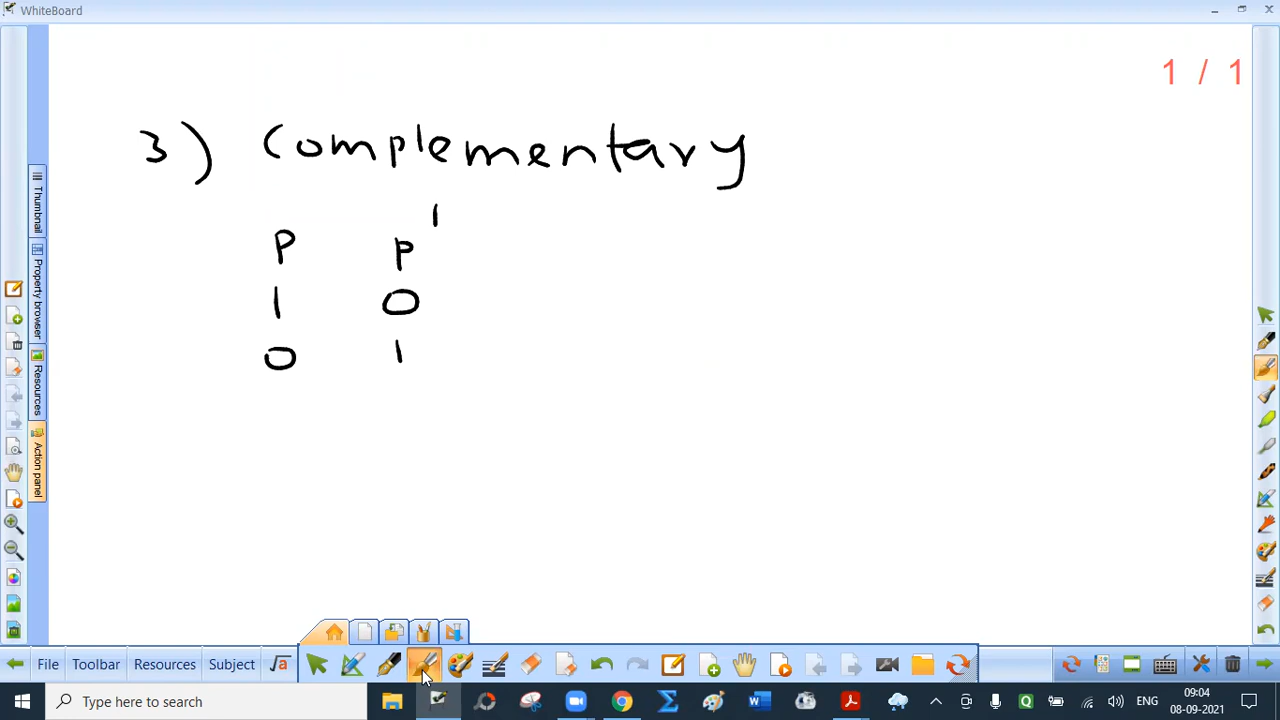 WhiteBoard
1 / 1
3) Complementary
P P'
1 0
0 1
Thumbnail
Property browser
Resources
Action panel
File Toolbar Resources Subject √a
Type here to search
ENG
09:04
08-09-2021